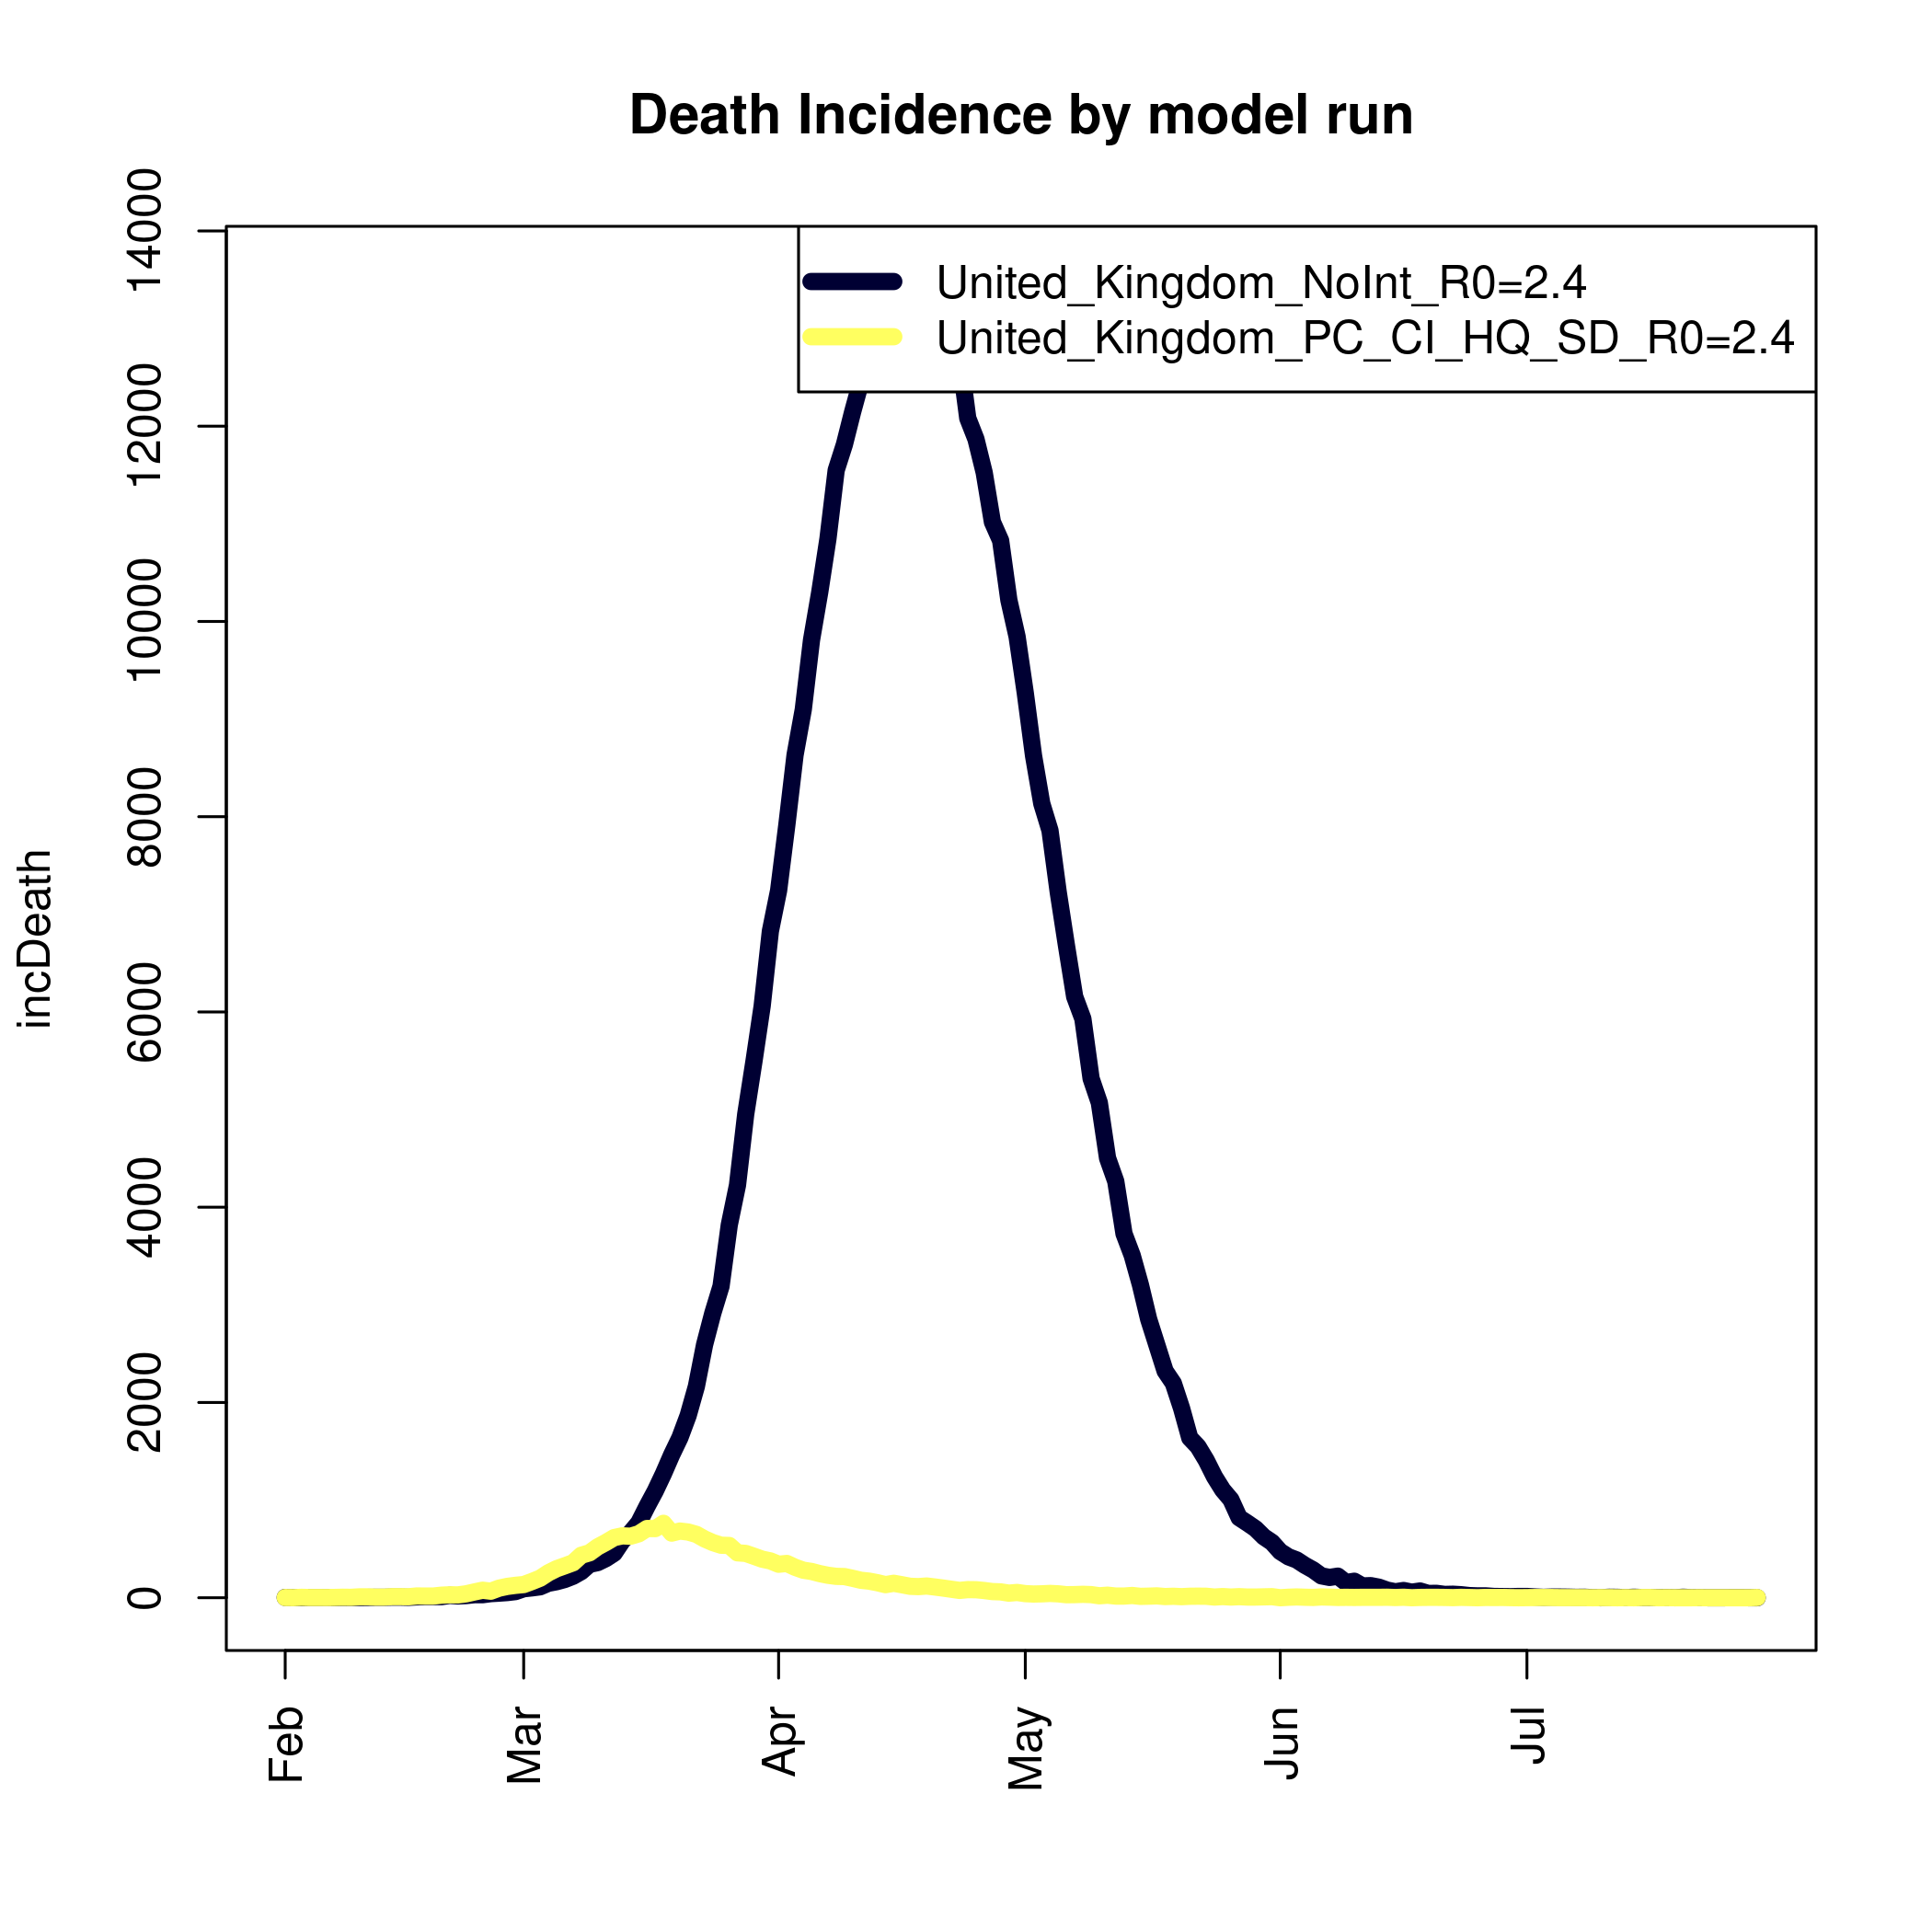 Death Incidence by model run
United_Kingdom_NoInt_R0=2.4
United_Kingdom_PC_CI_HQ_SD_R0=2.4
incDeath
14000
12000
10000
8000
6000
4000
2000
0
Feb
Mar
Apr
May
Jun
Jul